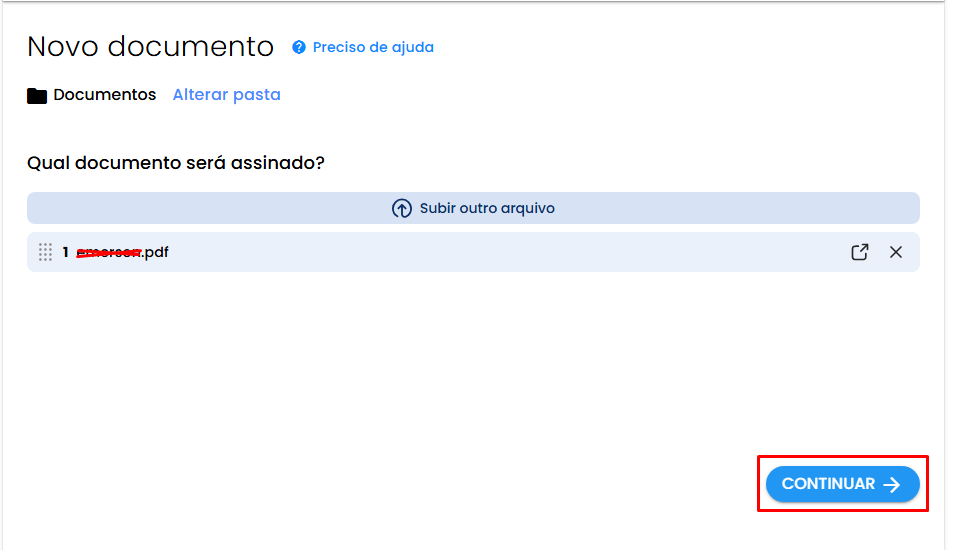 Novo documento Preciso de ajuda
Documentos Alterar pasta
Qual documento será assinado?
Subir outro arquivo
1 .pdf
CONTINUAR